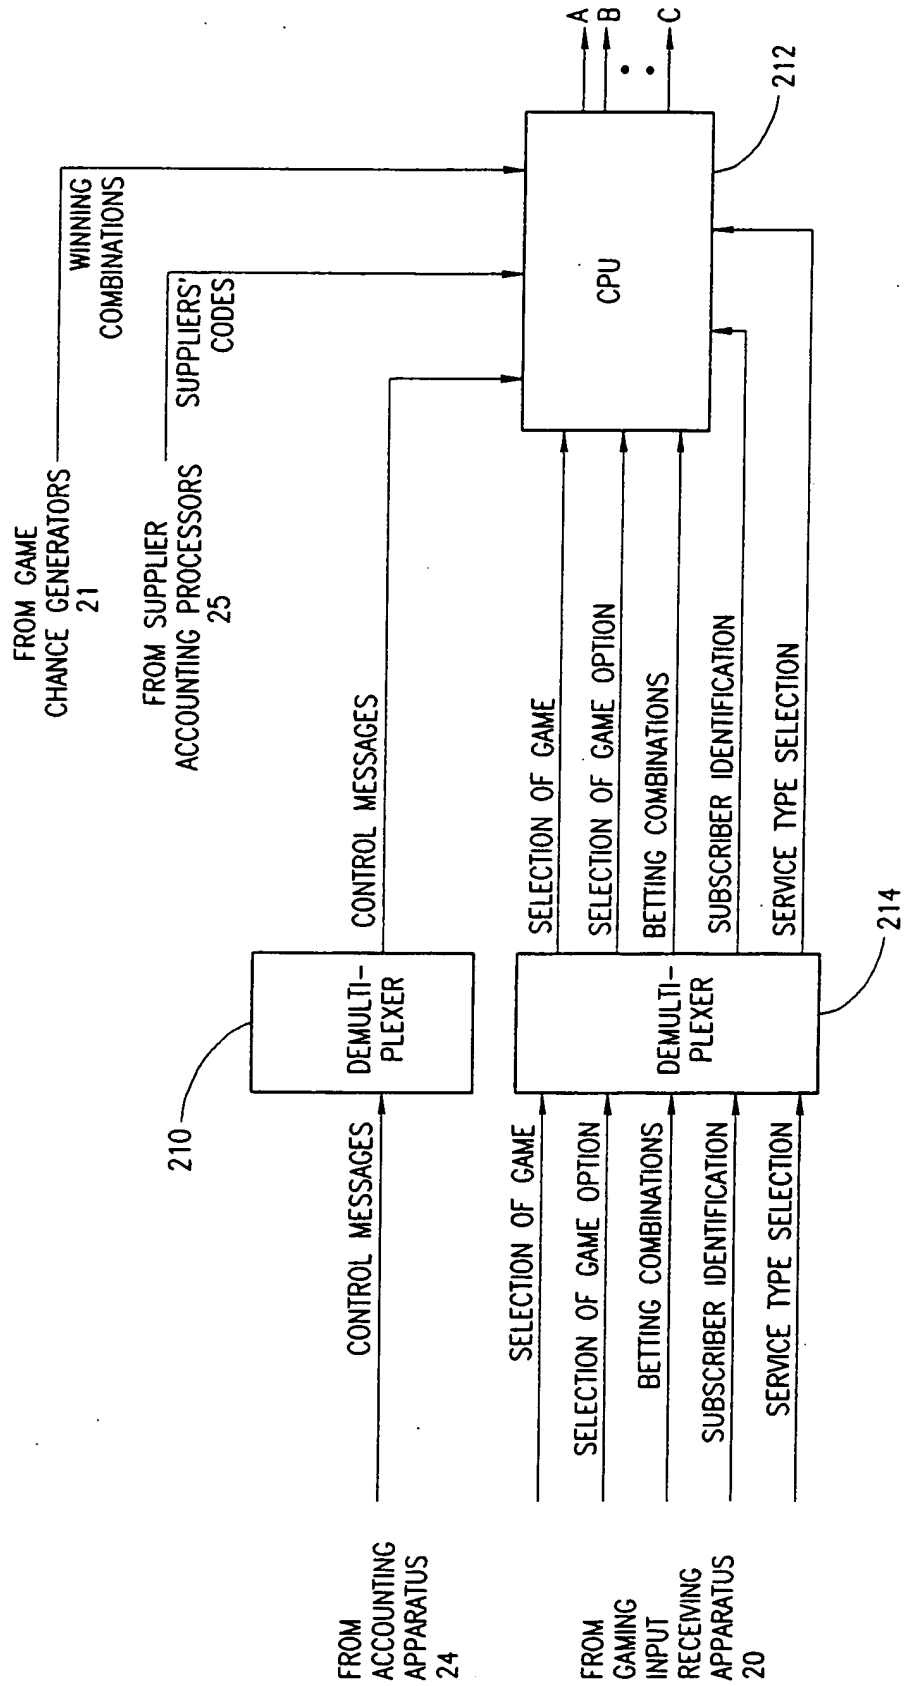 FROM GAME
CHANCE GENERATORS
21
WINNING
COMBINATIONS
FROM SUPPLIER
ACCOUNTING PROCESSORS
25
SUPPLIERS'
CODES
FROM
ACCOUNTING
APPARATUS
24
CONTROL MESSAGES
210
DEMULTI-
PLEXER
CONTROL MESSAGES
FROM
GAMING
INPUT
RECEIVING
APPARATUS
20
SELECTION OF GAME
SELECTION OF GAME OPTION
BETTING COMBINATIONS
SUBSCRIBER IDENTIFICATION
SERVICE TYPE SELECTION
DEMULTI-
PLEXER
214
SELECTION OF GAME
SELECTION OF GAME OPTION
BETTING COMBINATIONS
SUBSCRIBER IDENTIFICATION
SERVICE TYPE SELECTION
CPU
212
A
B
C